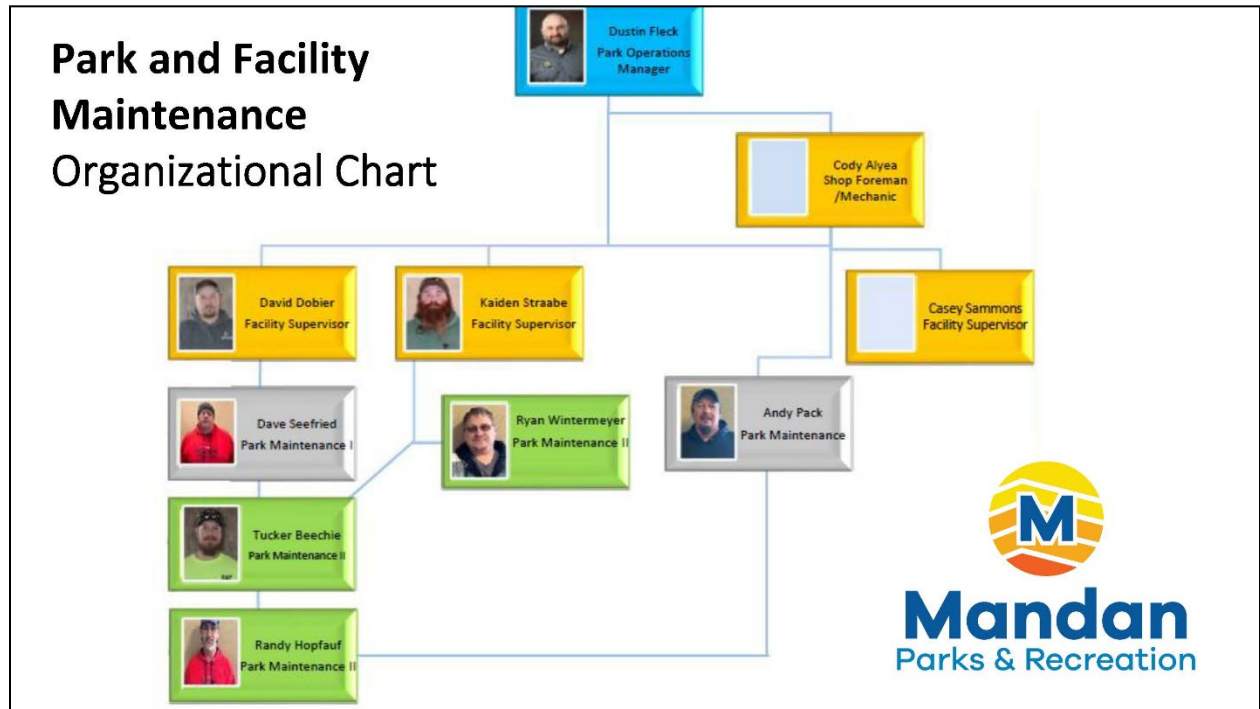 Park and Facility
Maintenance
Organizational Chart
Dustin Fleck
Park Operations
Manager
Cody Alyea
Shop Foreman
/Mechanic
David Dobier
Facility Supervisor
Kaiden Straabe
Facility Supervisor
Casey Sammons
Facility Supervisor
Dave Seefried
Park Maintenance I
Ryan Wintermeyer
Park Maintenance II
Andy Pack
Park Maintenance
Tucker Beechie
Park Maintenance II
Randy Hopfauf
Park Maintenance II
M
Mandan
Parks & Recreation